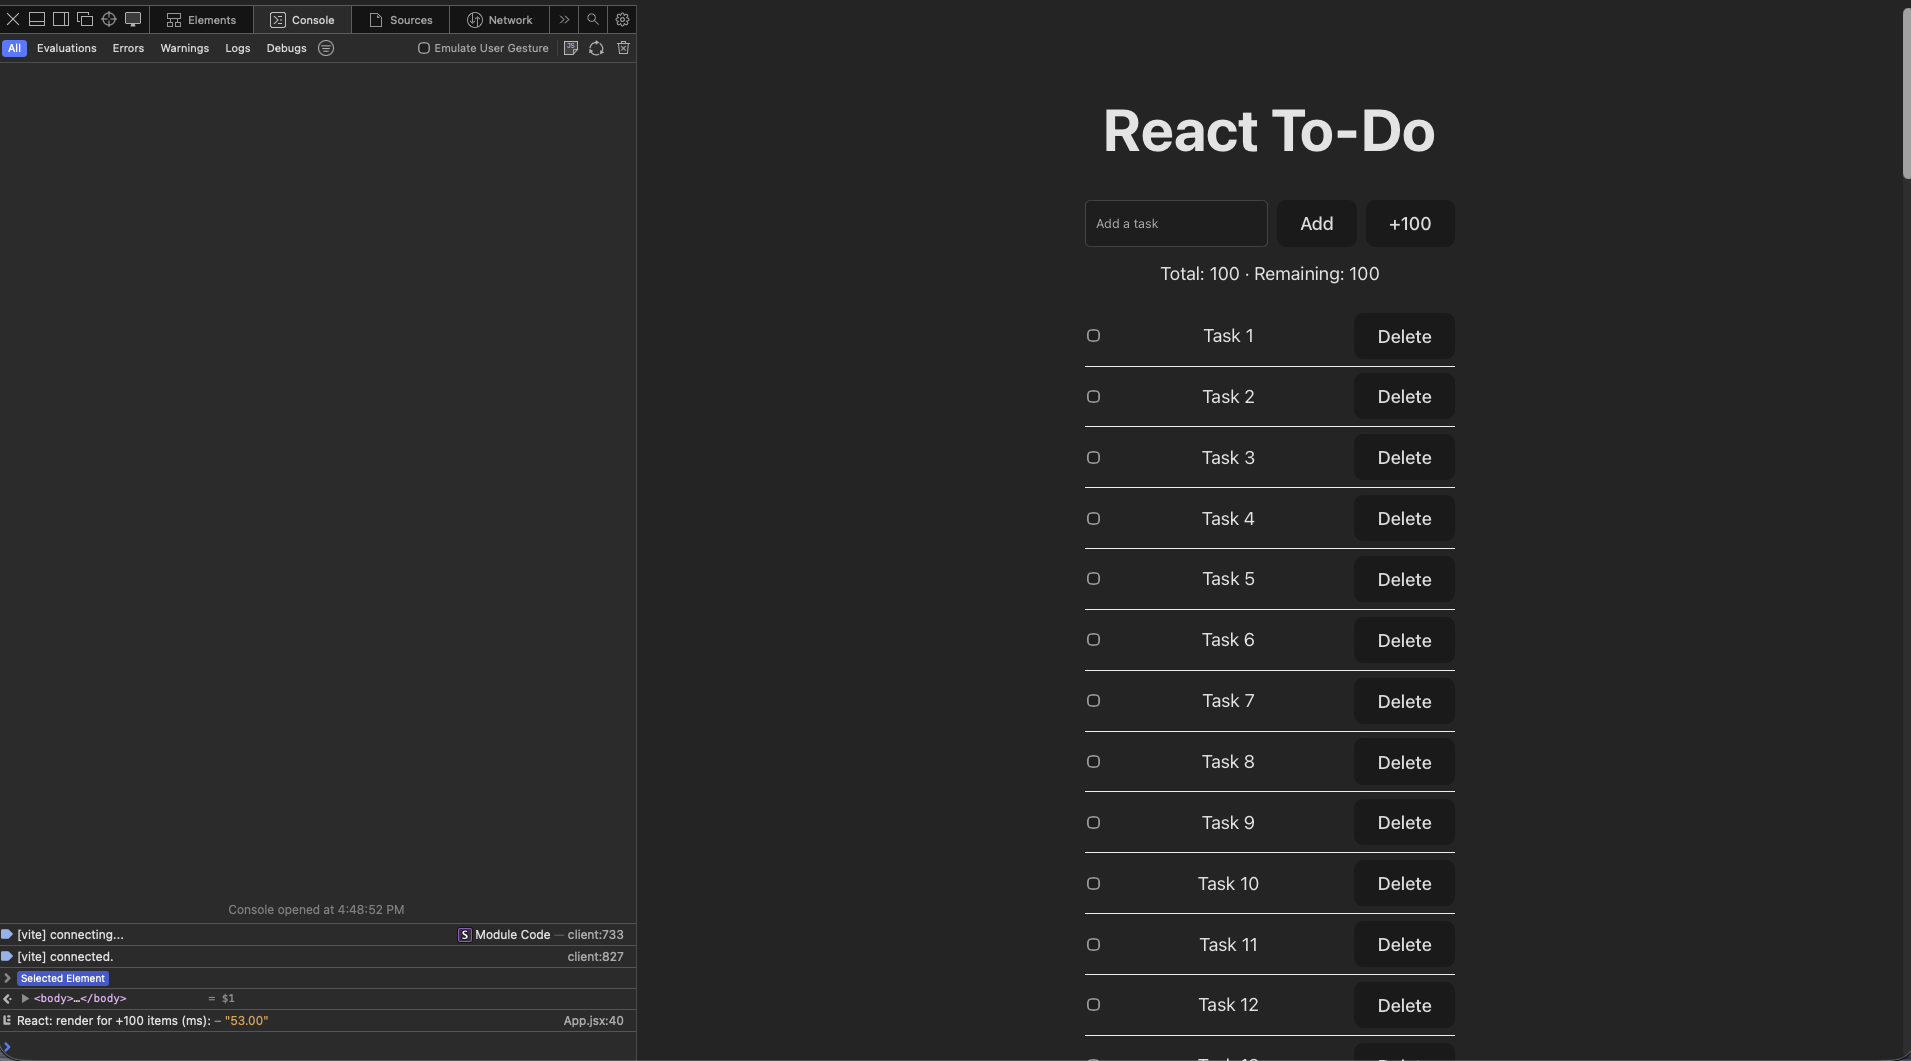 Elements
Console
Sources
Network
All
Evaluations
Errors
Warnings
Logs
Debugs
Emulate User Gesture
Console opened at 4:48:52 PM
[vite] connecting...
S Module Code — client:733
[vite] connected.
client:827
Selected Element
<body>…</body>
= $1
React: render for +100 items (ms): – "53.00"
App.jsx:40
React To-Do
Add a task
Add
+100
Total: 100 · Remaining: 100
Task 1
Delete
Task 2
Delete
Task 3
Delete
Task 4
Delete
Task 5
Delete
Task 6
Delete
Task 7
Delete
Task 8
Delete
Task 9
Delete
Task 10
Delete
Task 11
Delete
Task 12
Delete